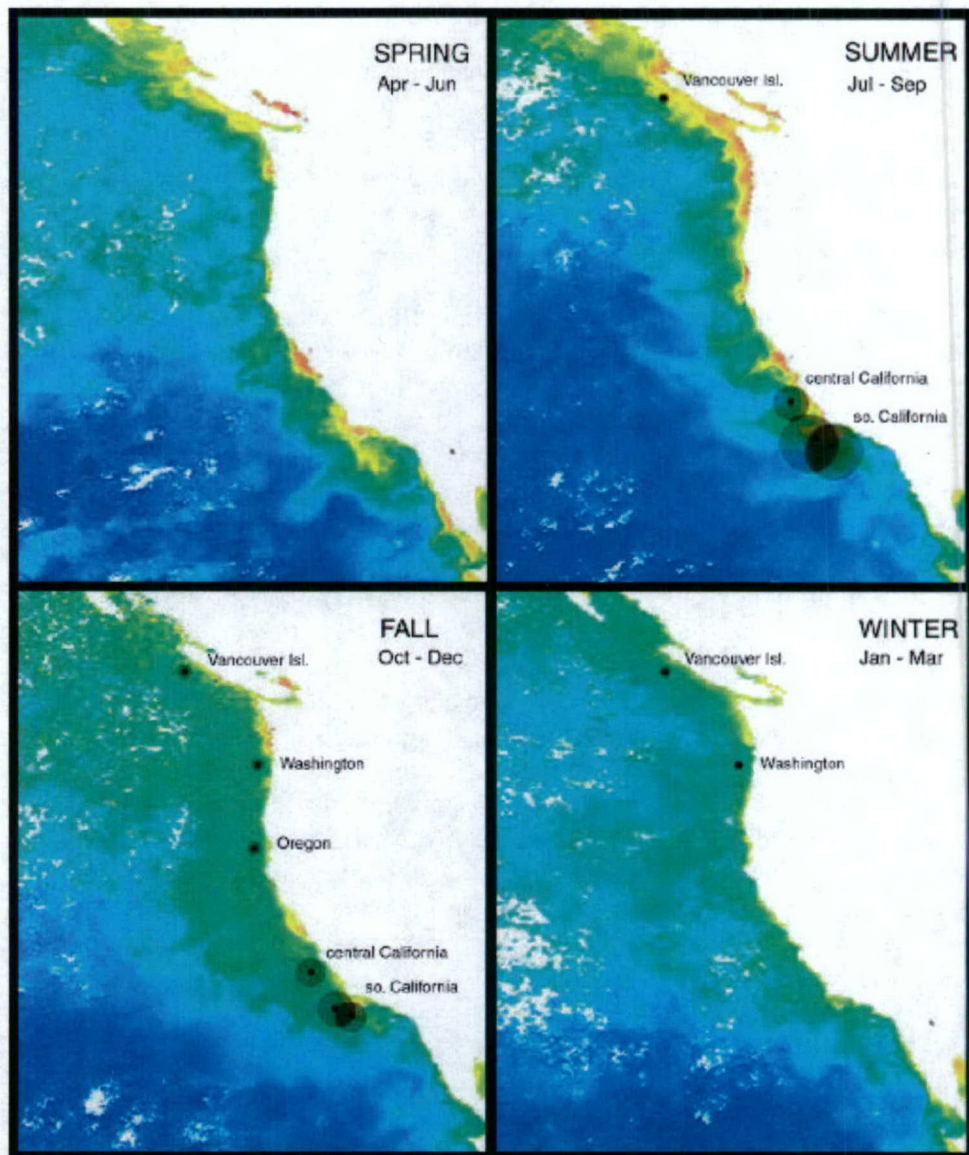 SPRING
Apr - Jun
SUMMER
Jul - Sep
Vancouver Isl.
central California
so. California
FALL
Oct - Dec
Vancouver Isl.
Washington
Oregon
central California
so. California
WINTER
Jan - Mar
Vancouver Isl.
Washington